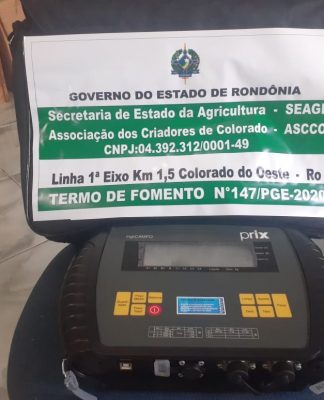 GOVERNO DO ESTADO DE RONDÔNIA
Secretaria de Estado da Agricultura - SEAGI
Associação dos Criadores de Colorado - ASCCO
CNPJ:04.392.312/0001-49
Linha 1ª Eixo Km 1,5 Colorado do Oeste - Ro
TERMO DE FOMENTO N°147/PGE-2020
prix